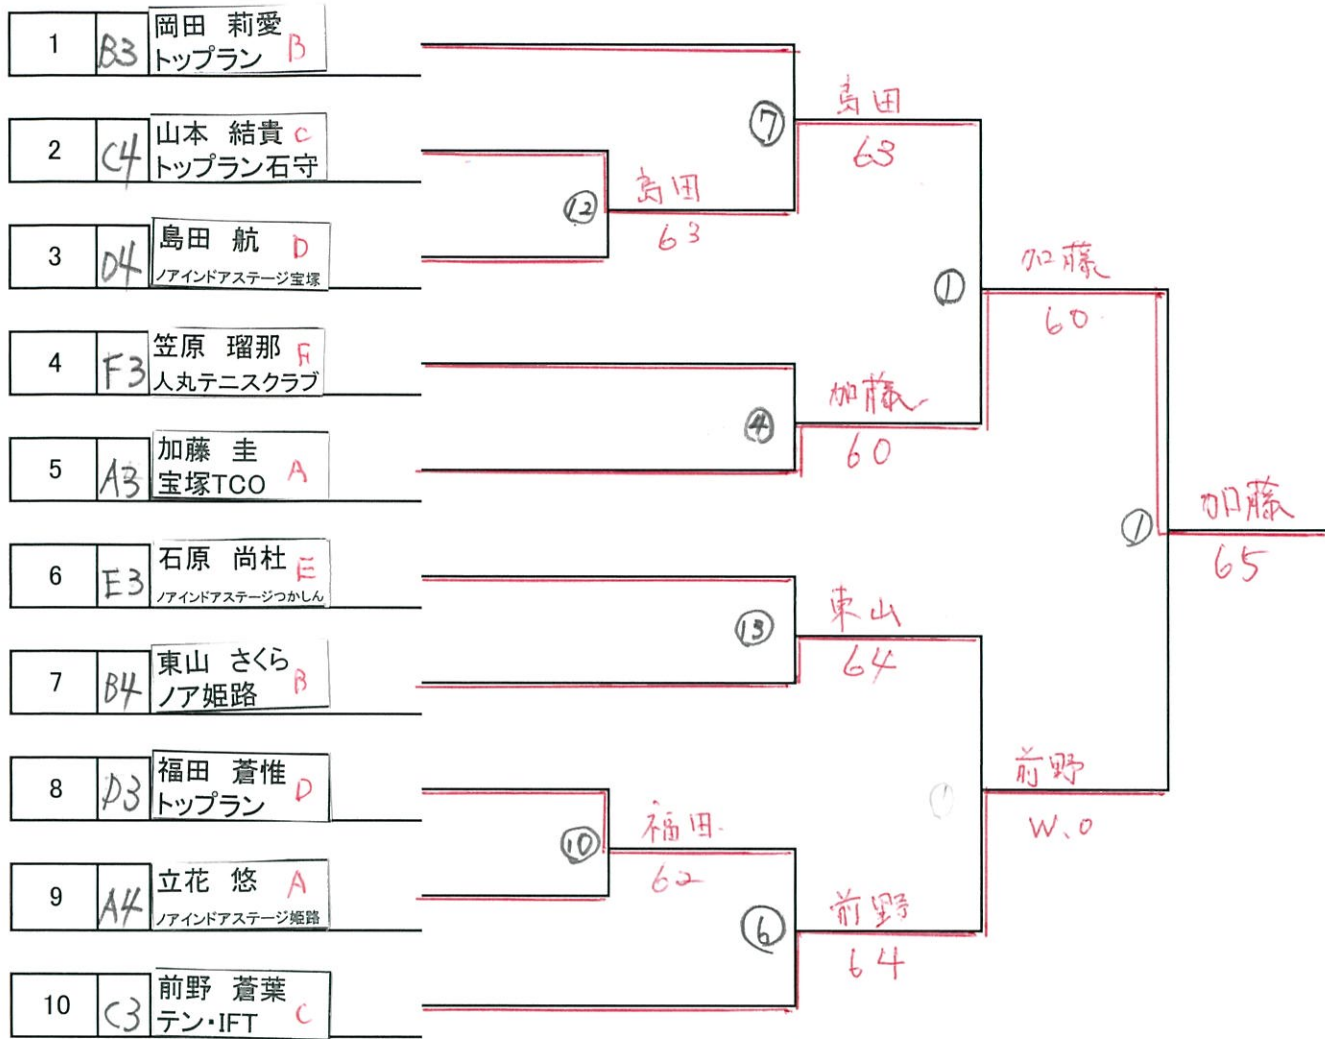 1 B3 岡田 莉愛 B
トップラン
2 C4 山本 結貴 C
トップラン石守
3 D4 島田 航 D
ノアインドアステージ宝塚
4 F3 笠原 瑠那 F
人丸テニスクラブ
5 A3 加藤 圭 A
宝塚TCO
6 E3 石原 尚杜 E
ノアインドアステージつかしん
7 B4 東山 さくら B
ノア姫路
8 D3 福田 蒼惟 D
トップラン
9 A4 立花 悠 A
ノアインドアステージ姫路
10 C3 前野 蒼葉 C
テン・IFT
⑫
島田
63
⑩
福田
62
⑦
島田
63
④
加藤
60
⑬
東山
64
⑥
前野
64
①
加藤
60
前野
W.O
①
加藤
65